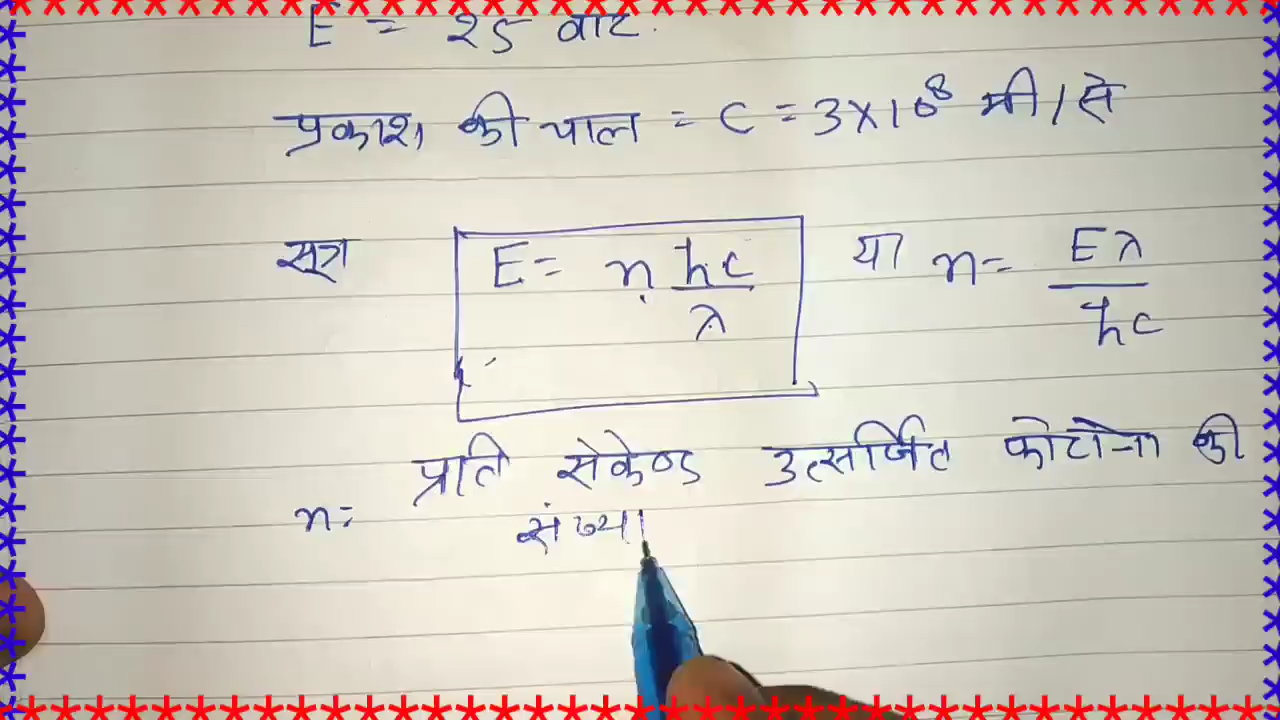 E = 25 वाट
प्रकाश की चाल = C = 3×10⁸ मी/से
सूत्र E = n hc/λ या n = Eλ/hc
n = प्रति सेकेण्ड उत्सर्जित फोटोना की
संख्या